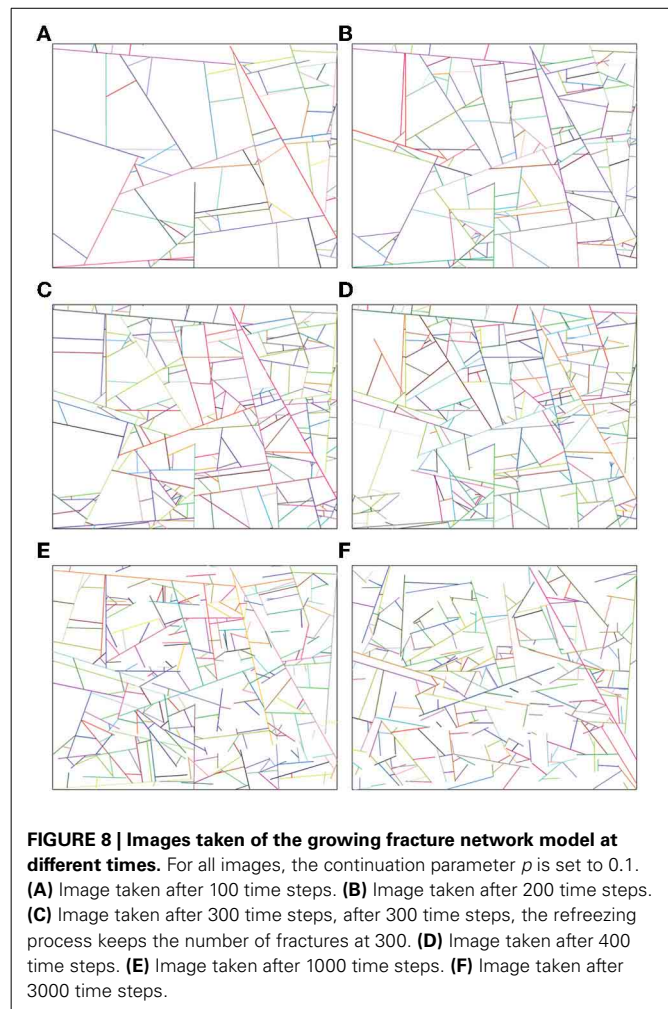 A
B
C
D
E
F
FIGURE 8 | Images taken of the growing fracture network model at
different times. For all images, the continuation parameter p is set to 0.1.
(A) Image taken after 100 time steps. (B) Image taken after 200 time steps.
(C) Image taken after 300 time steps, after 300 time steps, the refreezing
process keeps the number of fractures at 300. (D) Image taken after 400
time steps. (E) Image taken after 1000 time steps. (F) Image taken after
3000 time steps.